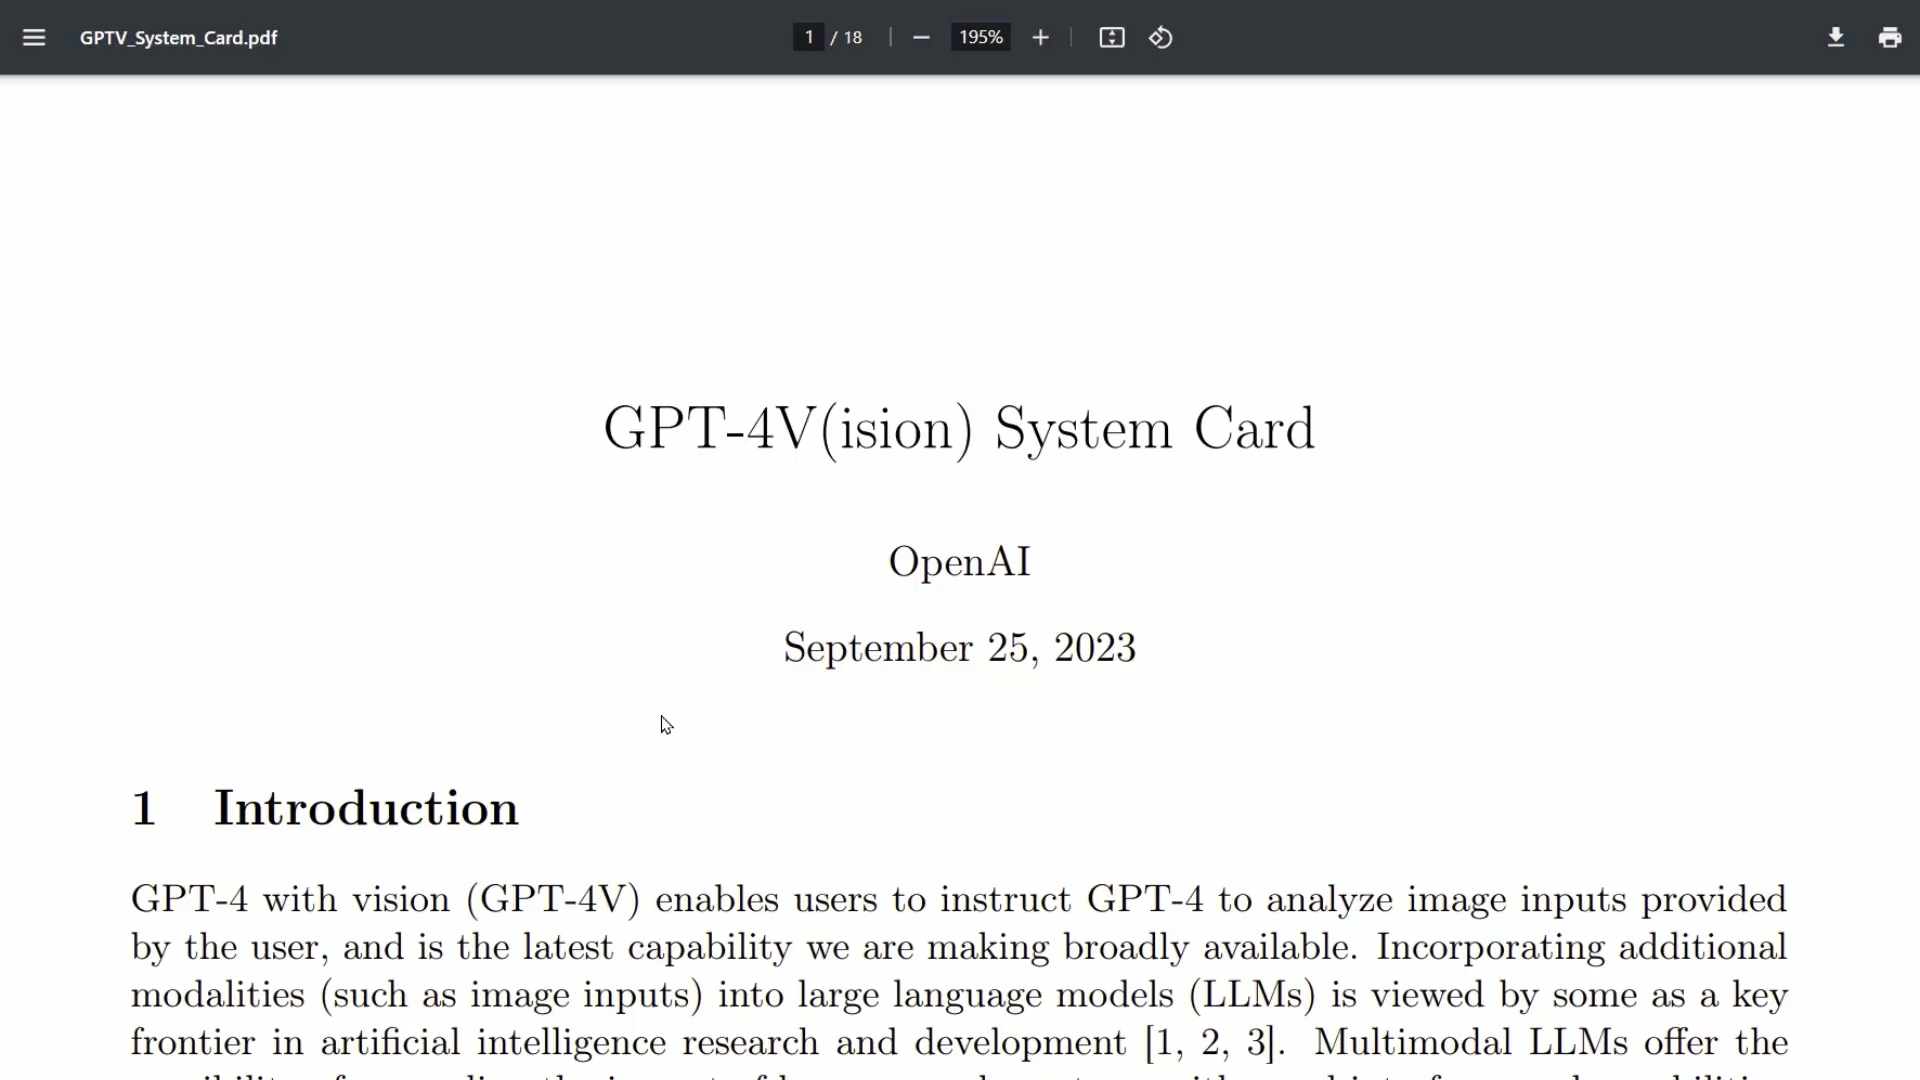 GPTV_System_Card.pdf
1 / 18
195%
GPT-4V(ision) System Card
OpenAI
September 25, 2023
1 Introduction
GPT-4 with vision (GPT-4V) enables users to instruct GPT-4 to analyze image inputs provided
by the user, and is the latest capability we are making broadly available. Incorporating additional
modalities (such as image inputs) into large language models (LLMs) is viewed by some as a key
frontier in artificial intelligence research and development [1, 2, 3]. Multimodal LLMs offer the